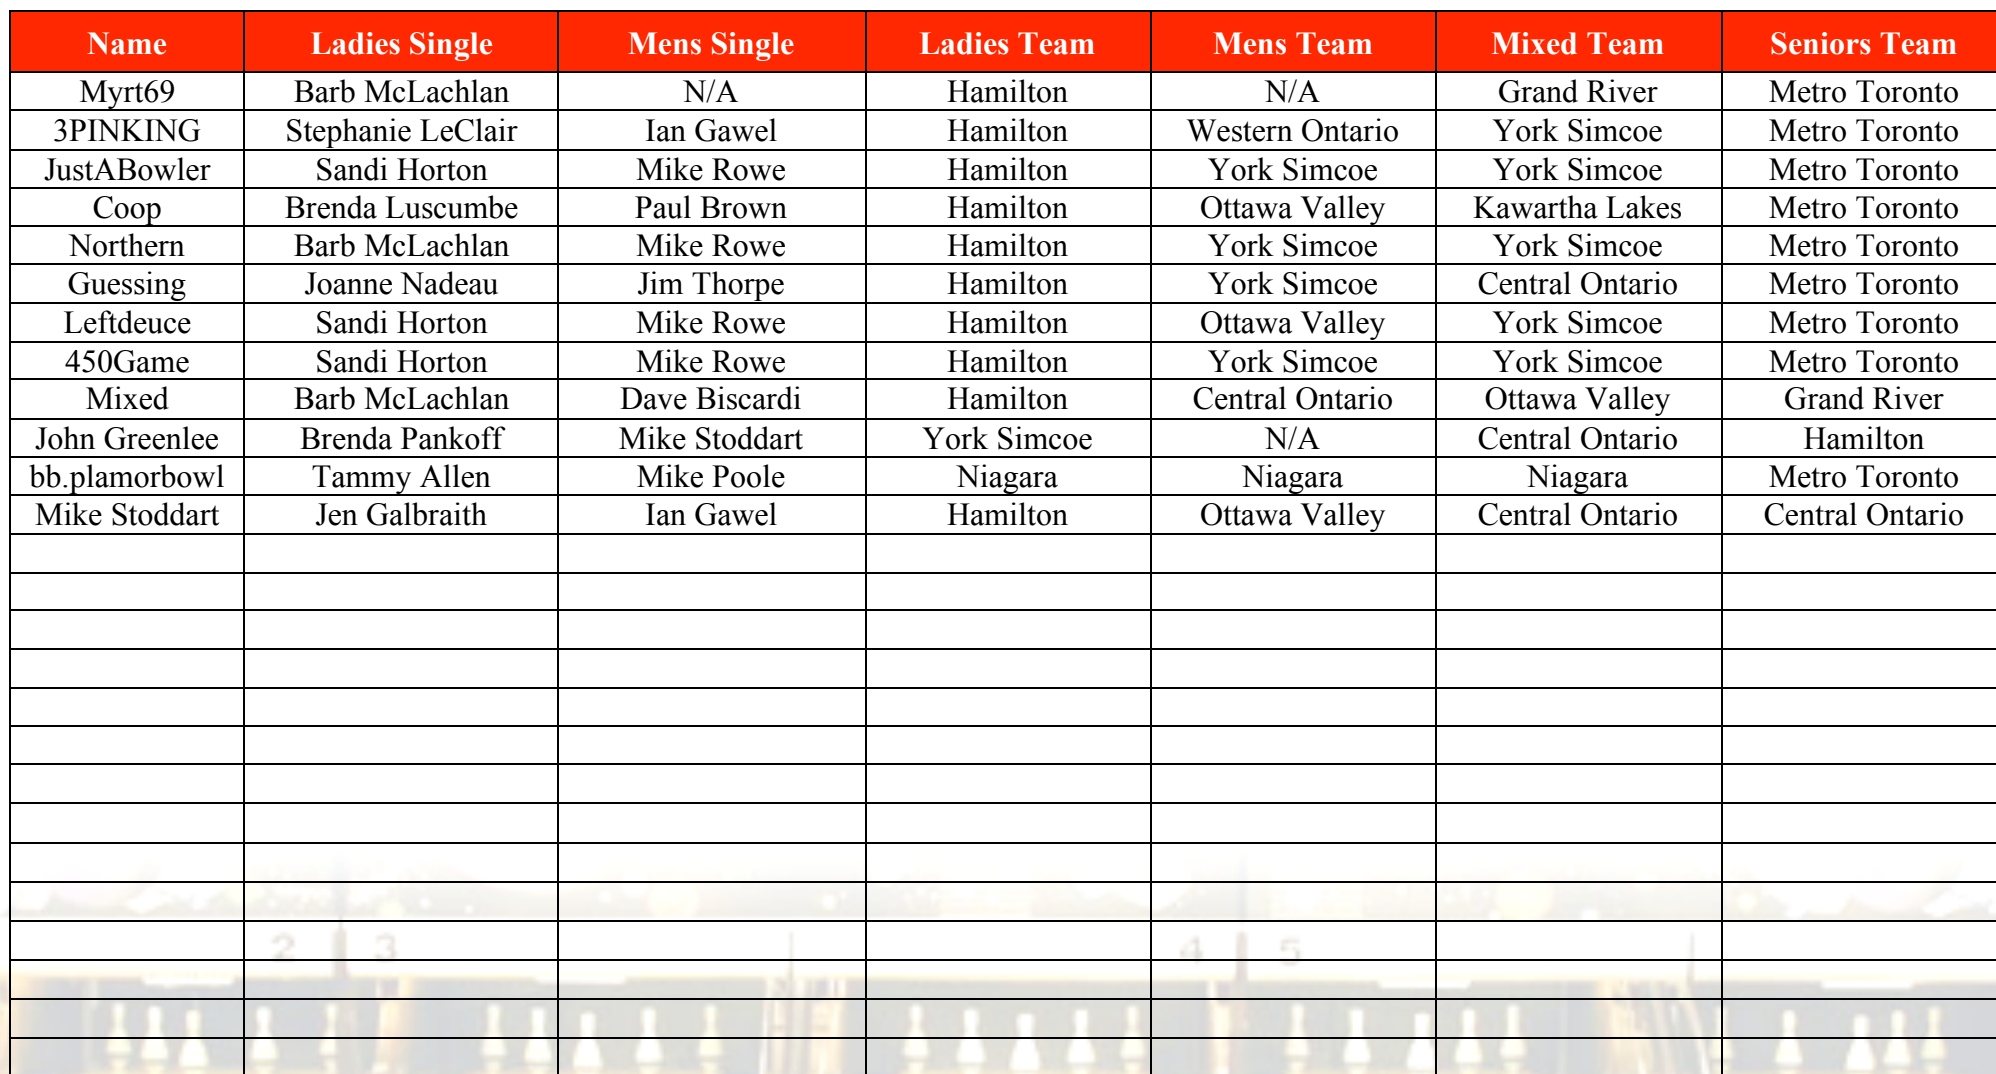 Name Ladies Single Mens Single Ladies Team Mens Team Mixed Team Seniors Team
Myrt69 Barb McLachlan N/A Hamilton N/A Grand River Metro Toronto
3PINKING Stephanie LeClair Ian Gawel Hamilton Western Ontario York Simcoe Metro Toronto
JustABowler Sandi Horton Mike Rowe Hamilton York Simcoe York Simcoe Metro Toronto
Coop Brenda Luscumbe Paul Brown Hamilton Ottawa Valley Kawartha Lakes Metro Toronto
Northern Barb McLachlan Mike Rowe Hamilton York Simcoe York Simcoe Metro Toronto
Guessing Joanne Nadeau Jim Thorpe Hamilton York Simcoe Central Ontario Metro Toronto
Leftdeuce Sandi Horton Mike Rowe Hamilton Ottawa Valley York Simcoe Metro Toronto
450Game Sandi Horton Mike Rowe Hamilton York Simcoe York Simcoe Metro Toronto
Mixed Barb McLachlan Dave Biscardi Hamilton Central Ontario Ottawa Valley Grand River
John Greenlee Brenda Pankoff Mike Stoddart York Simcoe N/A Central Ontario Hamilton
bb.plamorbowl Tammy Allen Mike Poole Niagara Niagara Niagara Metro Toronto
Mike Stoddart Jen Galbraith Ian Gawel Hamilton Ottawa Valley Central Ontario Central Ontario
2 3 4 5